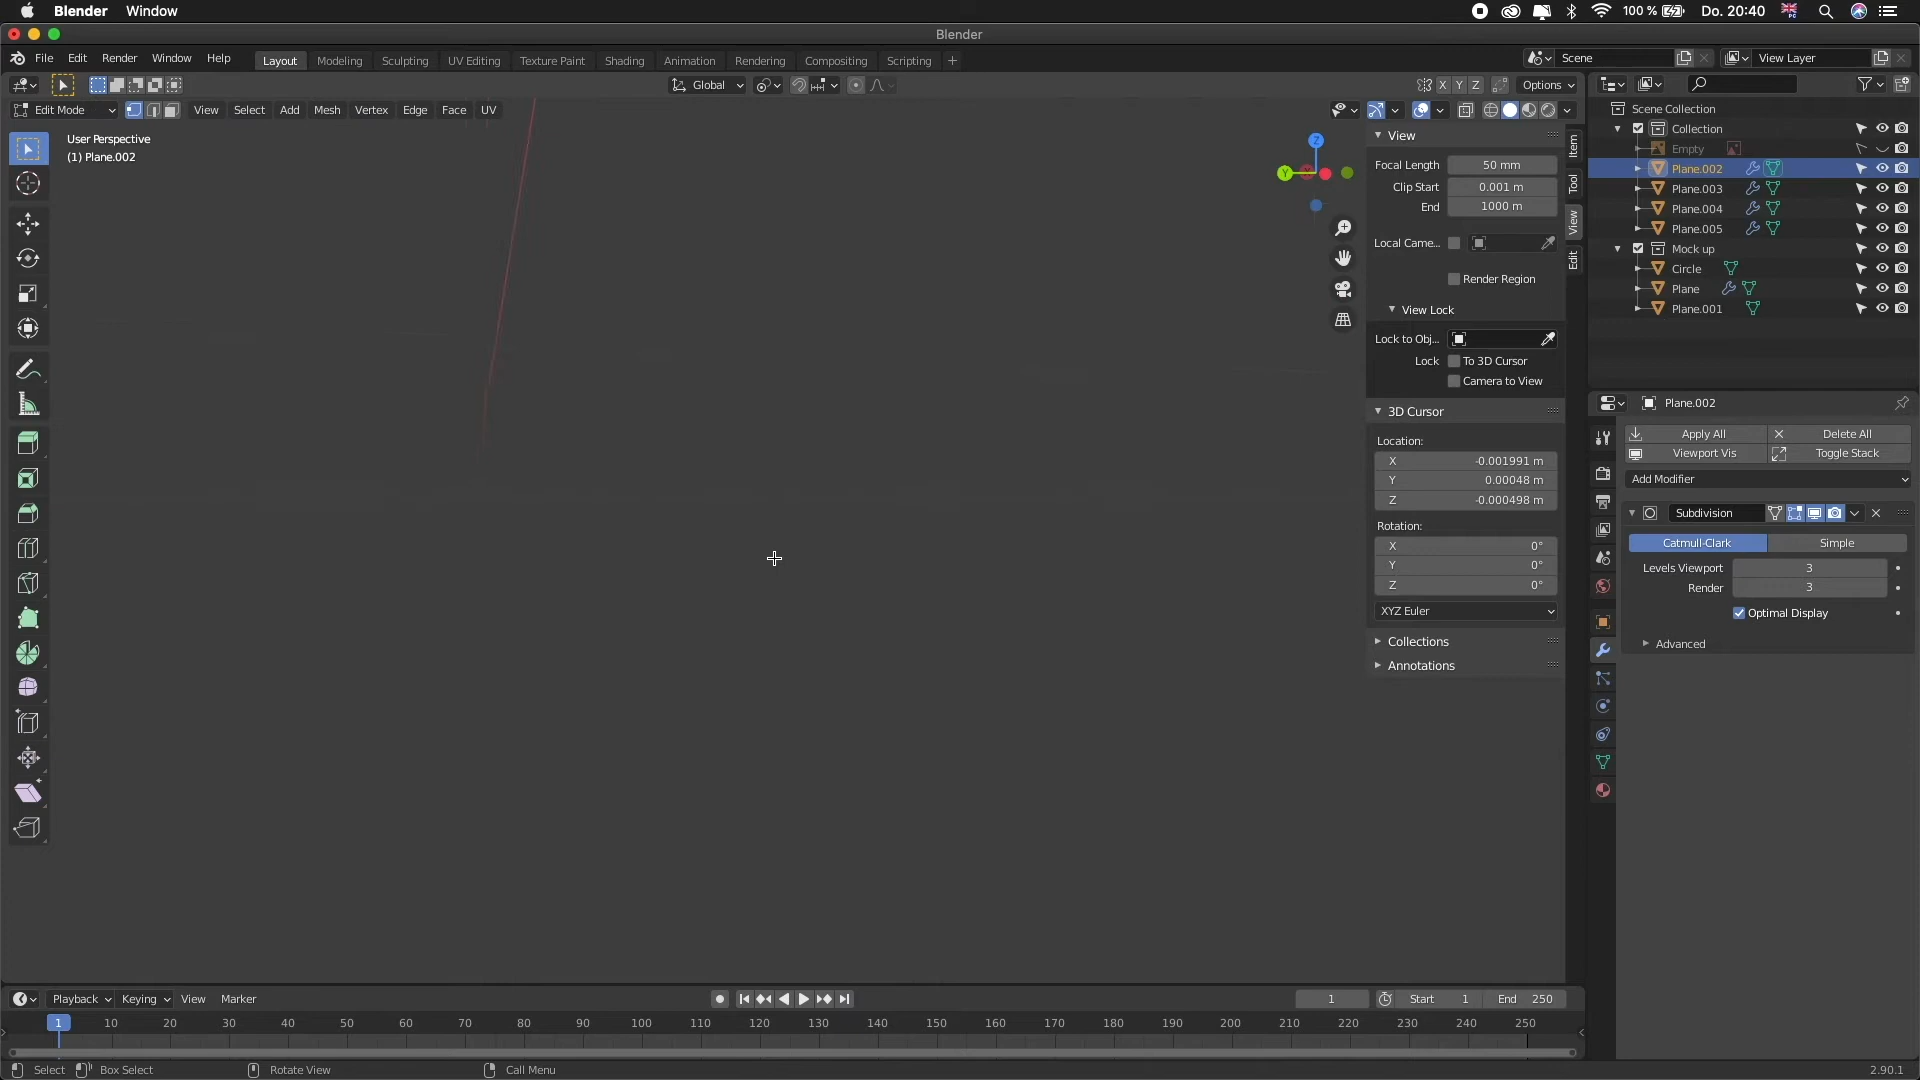 Blender Window 100 % Do. 20:40
Blender
File Edit Render Window Help Layout Modeling Sculpting UV Editing Texture Paint Shading Animation Rendering Compositing Scripting + Scene View Layer
Global X Y Z Options
Edit Mode View Select Add Mesh Vertex Edge Face UV
User Perspective
(1) Plane.002
Z
Y
View
Focal Length 50 mm
Clip Start 0.001 m
End 1000 m
Local Came...
Render Region
View Lock
Lock to Obj...
Lock To 3D Cursor
Camera to View
3D Cursor
Location:
X -0.001991 m
Y 0.00048 m
Z -0.000498 m
Rotation:
X 0°
Y 0°
Z 0°
XYZ Euler
Collections
Annotations
Item
Tool
View
Edit
Scene Collection
Collection
Empty
Plane.002
Plane.003
Plane.004
Plane.005
Mock up
Circle
Plane
Plane.001
Plane.002
Apply All Delete All
Viewport Vis Toggle Stack
Add Modifier
Subdivision
Catmull-Clark Simple
Levels Viewport 3
Render 3
Optimal Display
Advanced
Playback Keying View Marker 1 Start 1 End 250
1 10 20 30 40 50 60 70 80 90 100 110 120 130 140 150 160 170 180 190 200 210 220 230 240 250
Select Box Select Rotate View Call Menu 2.90.1